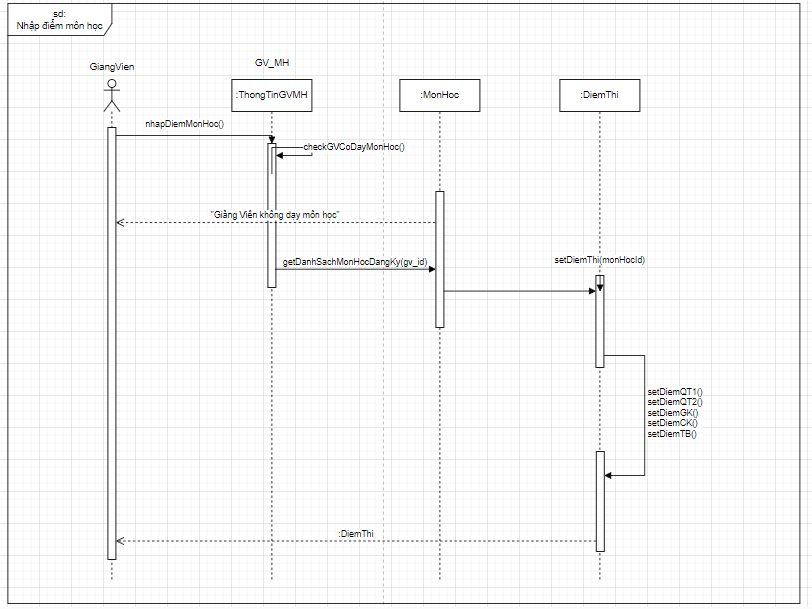 sd:
Nhập điểm môn học
GiangVien
GV_MH
:ThongTinGVMH
:MonHoc
:DiemThi
nhapDiemMonHoc()
checkGVCoDayMonHoc()
"Giảng Viên không dạy môn học"
getDanhSachMonHocDangKy(gv_id)
setDiemThi(monHocId)
setDiemQT1()
setDiemQT2()
setDiemGK()
setDiemCK()
setDiemTB()
:DiemThi